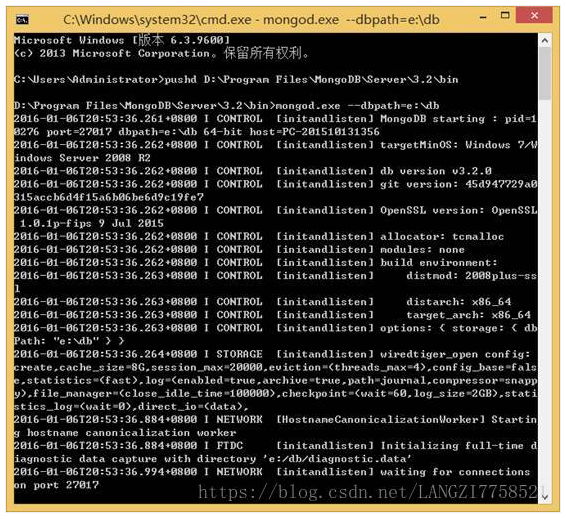 C:\Windows\system32\cmd.exe - mongod.exe --dbpath=e:\db
Microsoft Windows [版本 6.3.9600]
(c) 2013 Microsoft Corporation。保留所有权利。
C:\Users\Administrator>pushd D:\Program Files\MongoDB\Server\3.2\bin
D:\Program Files\MongoDB\Server\3.2\bin>mongod.exe --dbpath=e:\db
2016-01-06T20:53:36.261+0800 I CONTROL  [initandlisten] MongoDB starting : pid=1
0276 port=27017 dbpath=e:\db 64-bit host=PC-201510131356
2016-01-06T20:53:36.262+0800 I CONTROL  [initandlisten] targetMinOS: Windows 7/W
indows Server 2008 R2
2016-01-06T20:53:36.262+0800 I CONTROL  [initandlisten] db version v3.2.0
2016-01-06T20:53:36.262+0800 I CONTROL  [initandlisten] git version: 45d947729a0
315accb6d4f15a6b06be6d9c19fe7
2016-01-06T20:53:36.262+0800 I CONTROL  [initandlisten] OpenSSL version: OpenSSL
 1.0.1p-fips 9 Jul 2015
2016-01-06T20:53:36.262+0800 I CONTROL  [initandlisten] allocator: tcmalloc
2016-01-06T20:53:36.262+0800 I CONTROL  [initandlisten] modules: none
2016-01-06T20:53:36.262+0800 I CONTROL  [initandlisten] build environment:
2016-01-06T20:53:36.263+0800 I CONTROL  [initandlisten]     distmod: 2008plus-ss
l
2016-01-06T20:53:36.263+0800 I CONTROL  [initandlisten]     distarch: x86_64
2016-01-06T20:53:36.263+0800 I CONTROL  [initandlisten]     target_arch: x86_64
2016-01-06T20:53:36.263+0800 I CONTROL  [initandlisten] options: { storage: { db
Path: "e:\db" } }
2016-01-06T20:53:36.264+0800 I STORAGE  [initandlisten] wiredtiger_open config:
create,cache_size=8G,session_max=20000,eviction=(threads_max=4),config_base=fals
e,statistics=(fast),log=(enabled=true,archive=true,path=journal,compressor=snapp
y),file_manager=(close_idle_time=100000),checkpoint=(wait=60,log_size=2GB),stati
stics_log=(wait=0),direct_io=(data),
2016-01-06T20:53:36.884+0800 I NETWORK  [HostnameCanonicalizationWorker] Startin
g hostname canonicalization worker
2016-01-06T20:53:36.884+0800 I FTDC     [initandlisten] Initializing full-time d
iagnostic data capture with directory 'e:/db/diagnostic.data'
2016-01-06T20:53:36.994+0800 I NETWORK  [initandlisten] waiting for connections
on port 27017